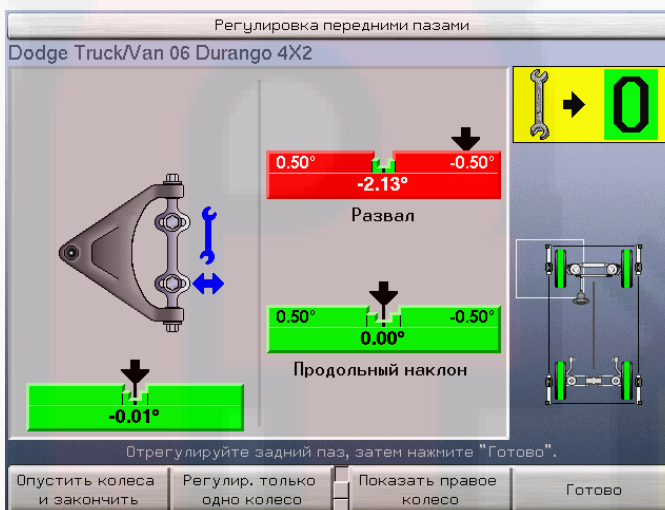 Регулировка передними пазами
Dodge Truck/Van 06 Durango 4X2
0
0.50° -0.50°
-2.13°
Развал
0.50° -0.50°
0.00°
Продольный наклон
-0.01°
Отрегулируйте задний паз, затем нажмите "Готово".
Опустить колеса и закончить
Регулир. только одно колесо
Показать правое колесо
Готово